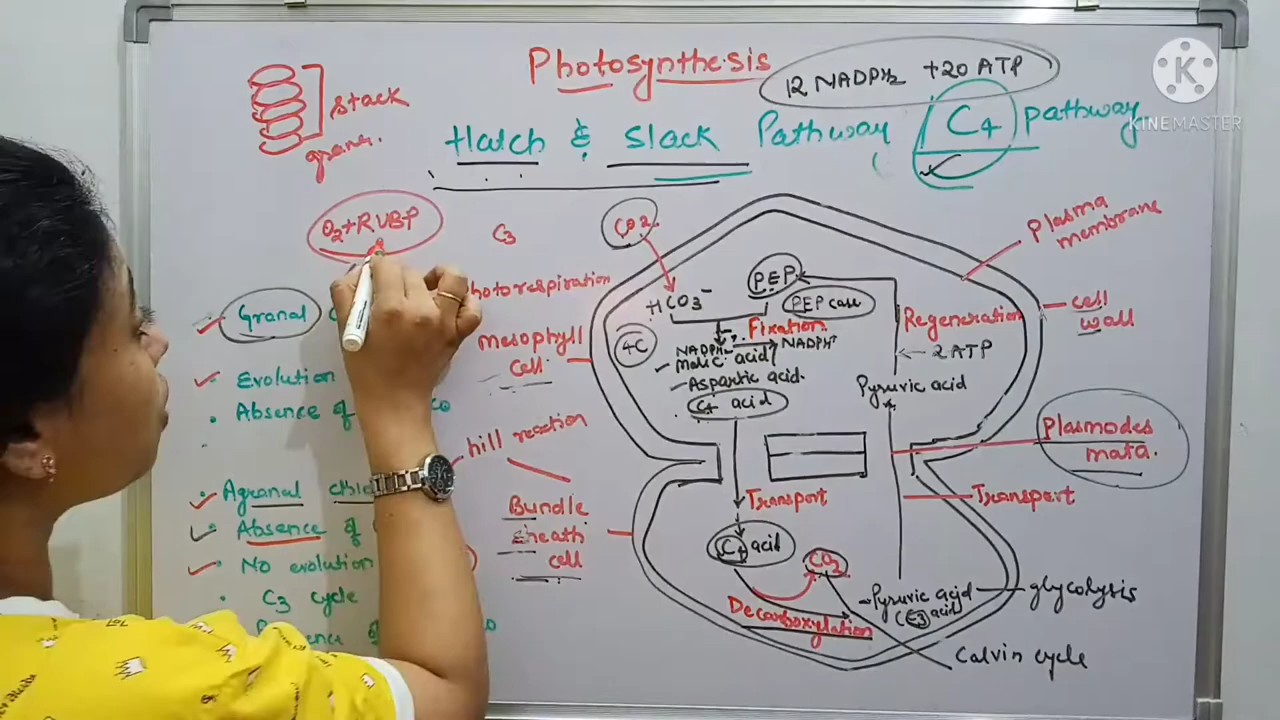 Photosynthesis
12 NADPH₂ + 20 ATP
stack
grana.
Hatch & Slack Pathway C4 pathway
KINEMASTER
O₂+RUBP
C3
CO2
Plasma
membrane
PEP
HCO3⁻
PEP case
photorespiration
Granal
Fixation
Regeneration
cell
wall
mesophyll
cell
4C
NADPH₂ → NADP⁺
Malic acid
2 ATP
Evolution
Aspartic acid
Pyruvic acid
C4 acid
Absence of
hill reaction
Plasmodes
mata.
Agranal
Transport
Transport
Bundle
sheath
cell
Absence of
C4 acid
CO2
No evolution
Pyruvic acid
(C3 acid)
glycolysis
C3 cycle
Decarboxylation
Calvin cycle